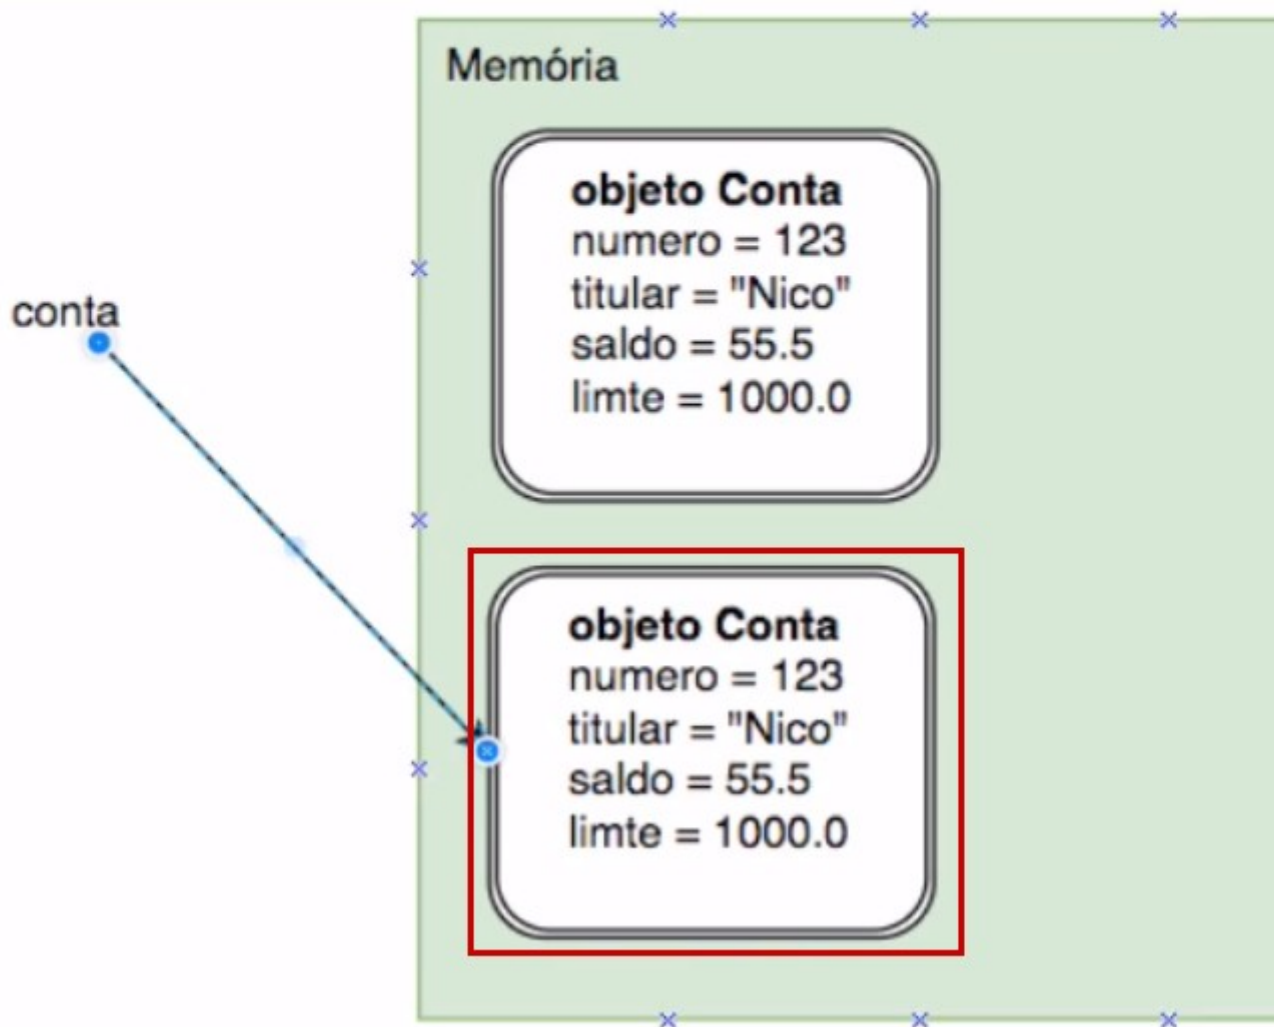 Memória
objeto Conta
numero = 123
titular = "Nico"
saldo = 55.5
limte = 1000.0
conta
objeto Conta
numero = 123
titular = "Nico"
saldo = 55.5
limte = 1000.0